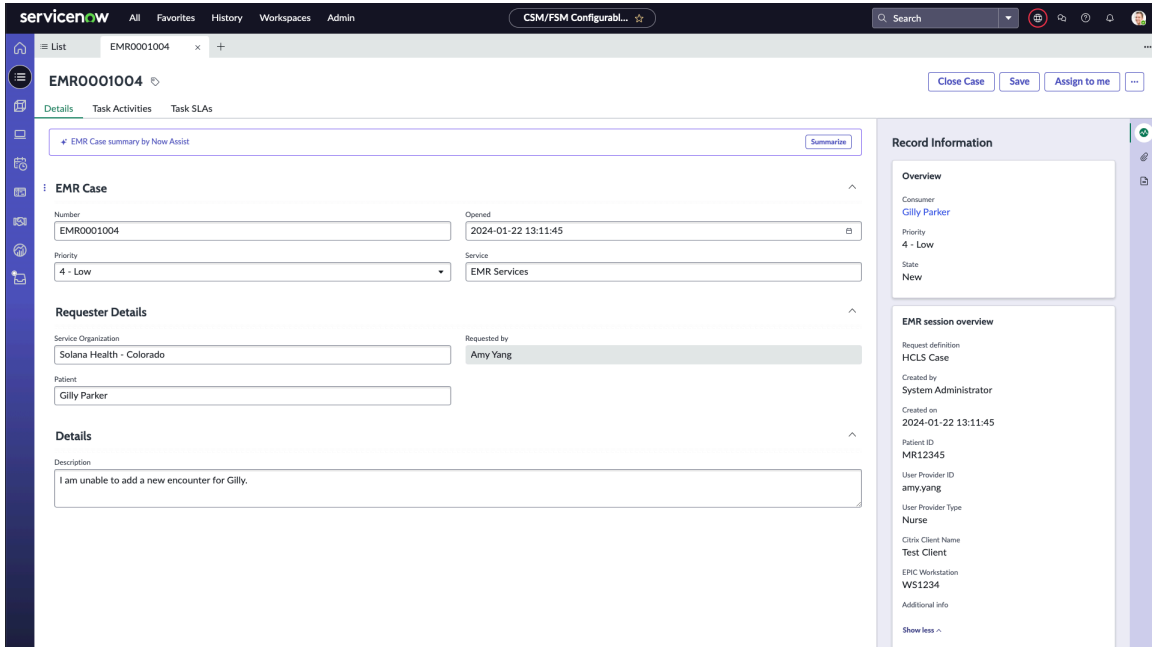 servicenow All Favorites History Workspaces Admin CSM/FSM Configurabl... Search
List EMR0001004
EMR0001004 Close Case Save Assign to me
Details Task Activities Task SLAs
EMR Case summary by Now Assist Summarize
EMR Case
Number Opened
EMR0001004 2024-01-22 13:11:45
Priority Service
4 - Low EMR Services
Requester Details
Service Organization Requested by
Solana Health - Colorado Amy Yang
Patient
Gilly Parker
Details
Description
I am unable to add a new encounter for Gilly.
Record Information
Overview
Consumer
Gilly Parker
Priority
4 - Low
State
New
EMR session overview
Request definition
HCLS Case
Created by
System Administrator
Created on
2024-01-22 13:11:45
Patient ID
MR12345
User Provider ID
amy.yang
User Provider Type
Nurse
Citrix Client Name
Test Client
EPIC Workstation
WS1234
Additional info
Show less